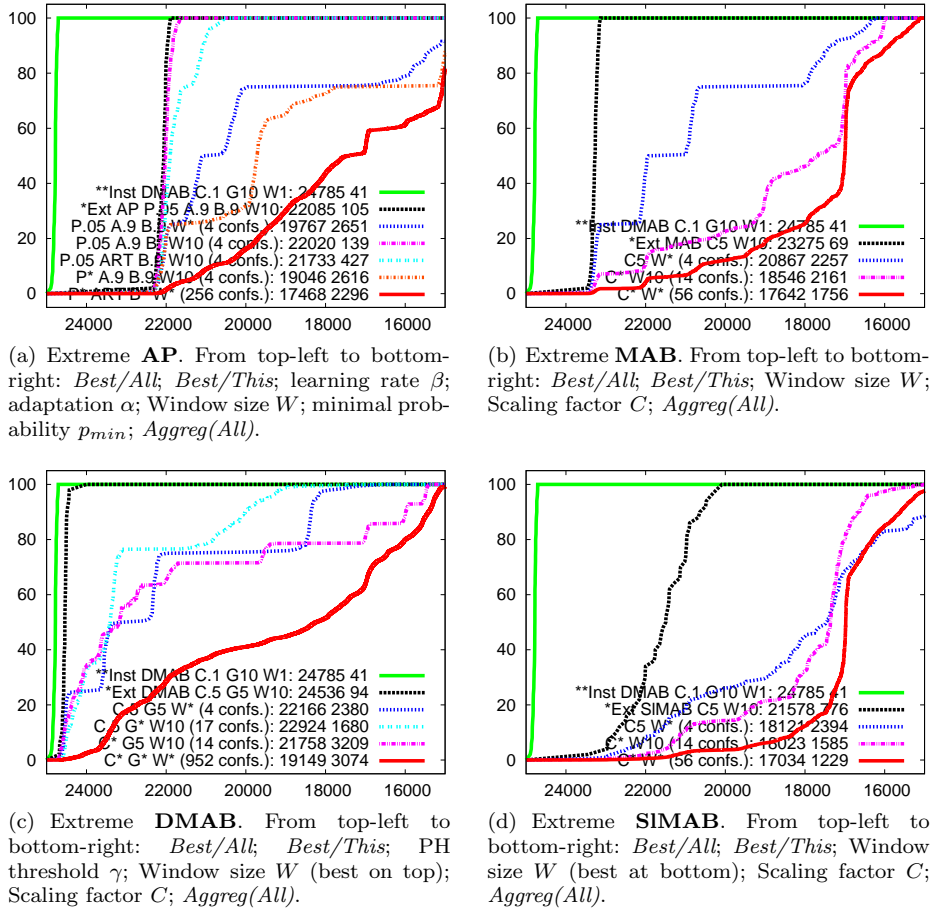 100
80
60
40
20
0
**Inst DMAB C.1 G10 W1: 24785 41
*Ext AP P.05 A.9 B.9 W10: 22085 105
P.05 A.9 W* (4 confs.): 19767 2651
P.05 A.9 W10 (4 confs.): 22020 139
P.05 ART W10 (4 confs.): 21733 427
P* A.9 B.9 W10 (4 confs.): 19046 2616
P* ART B* W* (256 confs.): 17468 2296
24000 22000 20000 18000 16000
(a) Extreme AP. From top-left to bottom-
right: Best/All; Best/This; learning rate β;
adaptation α; Window size W; minimal prob-
ability pmin; Aggreg(All).
100
80
60
40
20
0
**Inst DMAB C.1 G10 W1: 24785 41
*Ext MAB C5 W10: 23275 69
C5 W* (4 confs.): 20867 2257
C* W10 (14 confs.): 18546 2161
C* W* (56 confs.): 17642 1756
24000 22000 20000 18000 16000
(b) Extreme MAB. From top-left to bottom-
right: Best/All; Best/This; Window size W;
Scaling factor C; Aggreg(All).
100
80
60
40
20
0
**Inst DMAB C.1 G10 W1: 24785 41
*Ext DMAB C.5 G5 W10: 24536 94
G5 W* (4 confs.): 22166 2380
C.5 G* W10 (17 confs.): 22924 1680
C* G5 W10 (14 confs.): 21758 3209
C* G* W* (952 confs.): 19149 3074
24000 22000 20000 18000 16000
(c) Extreme DMAB. From top-left to
bottom-right: Best/All; Best/This; PH
threshold γ; Window size W (best on top);
Scaling factor C; Aggreg(All).
100
80
60
40
20
0
**Inst DMAB C.1 G10 W1: 24785 41
*Ext SlMAB C5 W10: 21578 776
C5 W* (4 confs.): 18121 2394
C* W10 (14 confs.): 18023 1585
C* W* (56 confs.): 17034 1229
24000 22000 20000 18000 16000
(d) Extreme SlMAB. From top-left to
bottom-right: Best/All; Best/This; Window
size W (best at bottom); Scaling factor C;
Aggreg(All).